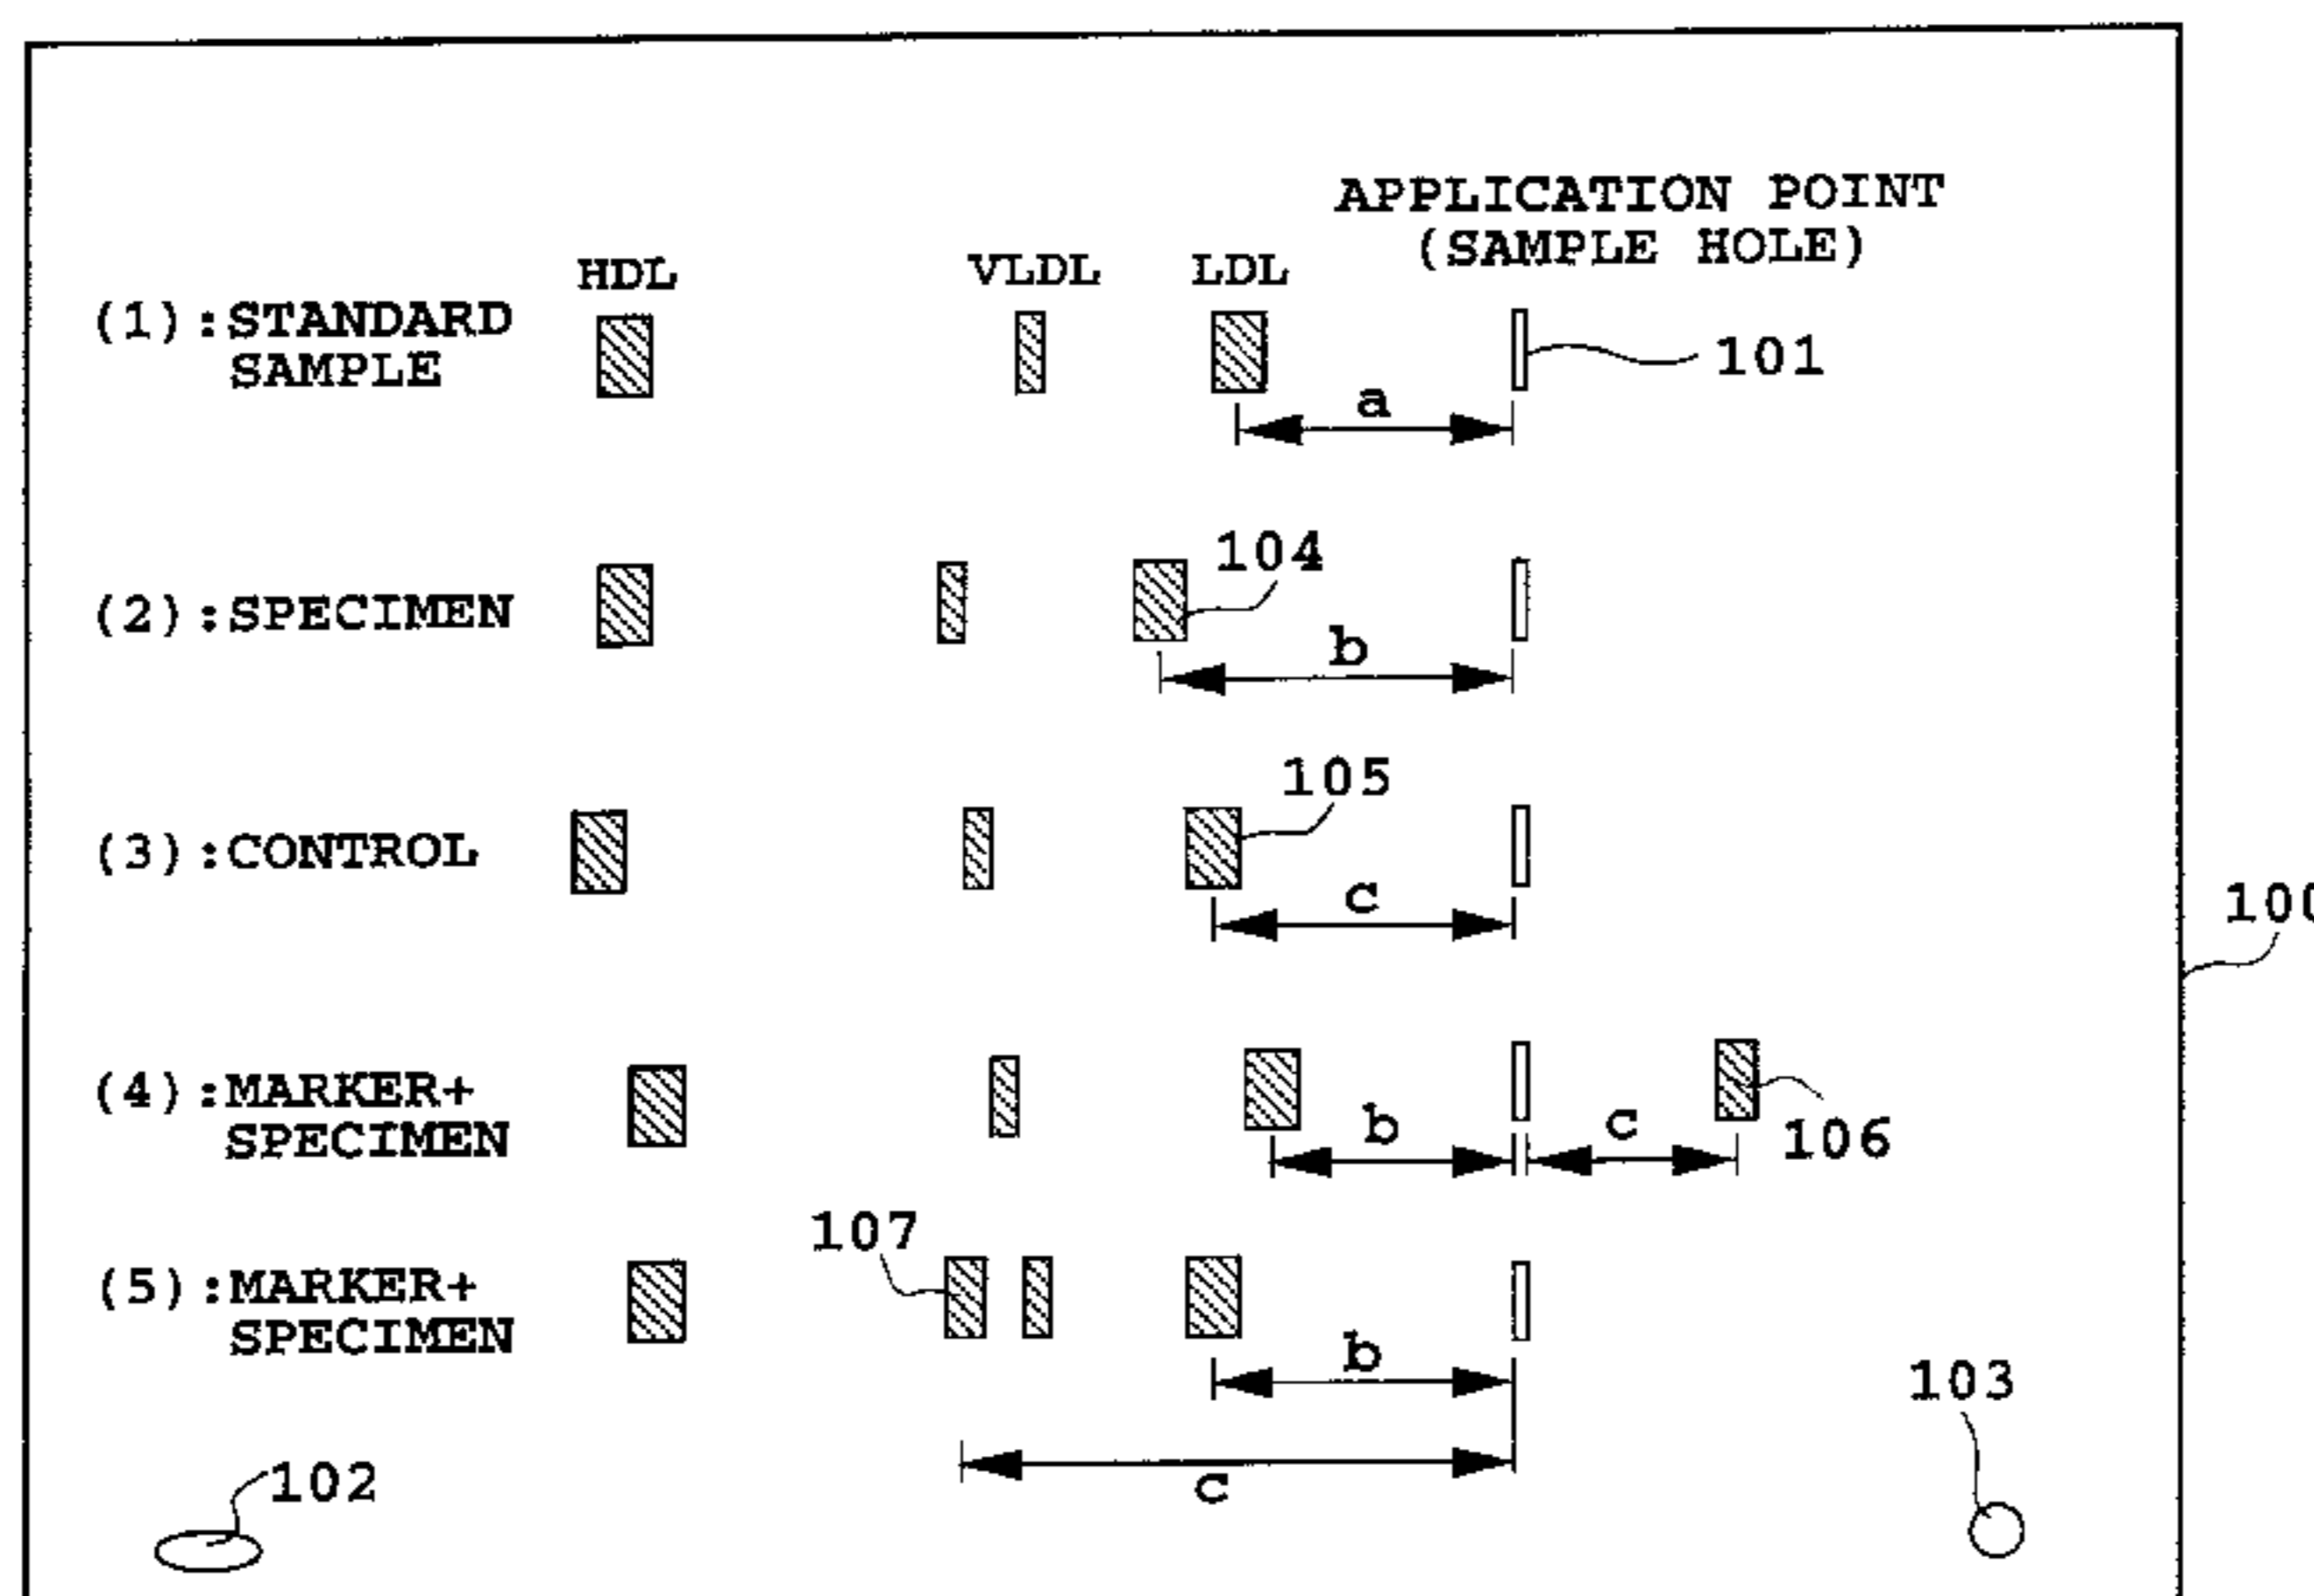 APPLICATION POINT
(SAMPLE HOLE)
HDL
VLDL
LDL
(1):STANDARD
SAMPLE
101
a
104
(2):SPECIMEN
b
105
(3):CONTROL
c
100
(4):MARKER+
SPECIMEN
b
c
106
107
(5):MARKER+
SPECIMEN
b
103
c
102